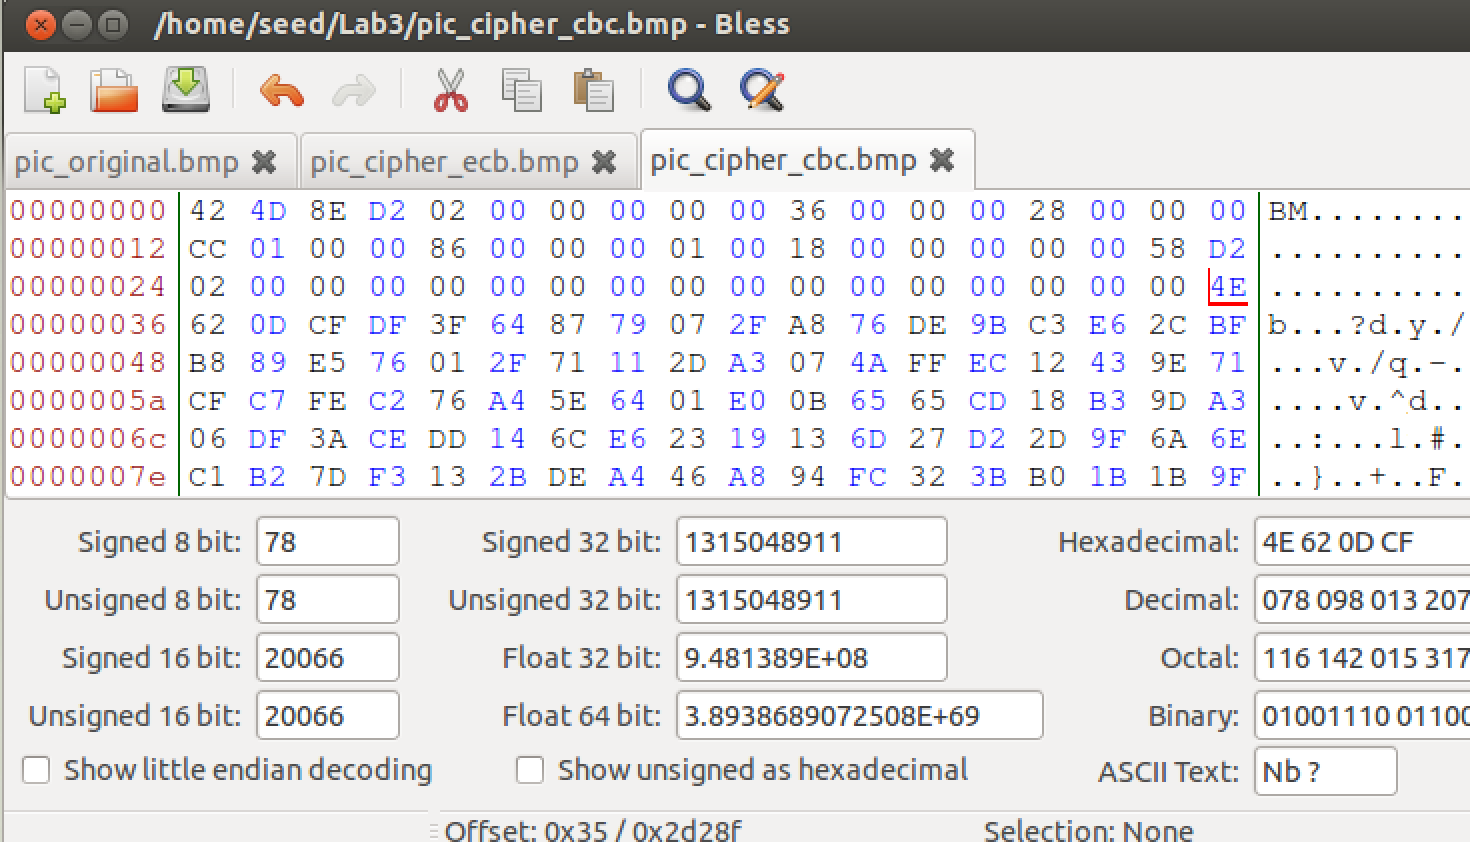 /home/seed/Lab3/pic_cipher_cbc.bmp - Bless
pic_original.bmp pic_cipher_ecb.bmp pic_cipher_cbc.bmp
00000000 42 4D 8E D2 02 00 00 00 00 00 36 00 00 00 28 00 00 00 BM........
00000012 CC 01 00 00 86 00 00 00 01 00 18 00 00 00 00 00 58 D2 ..........
00000024 02 00 00 00 00 00 00 00 00 00 00 00 00 00 00 00 00 4E ..........
00000036 62 0D CF DF 3F 64 87 79 07 2F A8 76 DE 9B C3 E6 2C BF b...?d.y./
00000048 B8 89 E5 76 01 2F 71 11 2D A3 07 4A FF EC 12 43 9E 71 ...v./q.-.
0000005a CF C7 FE C2 76 A4 5E 64 01 E0 0B 65 65 CD 18 B3 9D A3 ....v.^d..
0000006c 06 DF 3A CE DD 14 6C E6 23 19 13 6D 27 D2 2D 9F 6A 6E ..:...l.#.
0000007e C1 B2 7D F3 13 2B DE A4 46 A8 94 FC 32 3B B0 1B 1B 9F ..}..+..F.
Signed 8 bit: 78 Signed 32 bit: 1315048911 Hexadecimal: 4E 62 0D CF
Unsigned 8 bit: 78 Unsigned 32 bit: 1315048911 Decimal: 078 098 013 207
Signed 16 bit: 20066 Float 32 bit: 9.481389E+08 Octal: 116 142 015 317
Unsigned 16 bit: 20066 Float 64 bit: 3.8938689072508E+69 Binary: 01001110 01100
Show little endian decoding Show unsigned as hexadecimal ASCII Text: Nb ?
Offset: 0x35 / 0x2d28f Selection: None